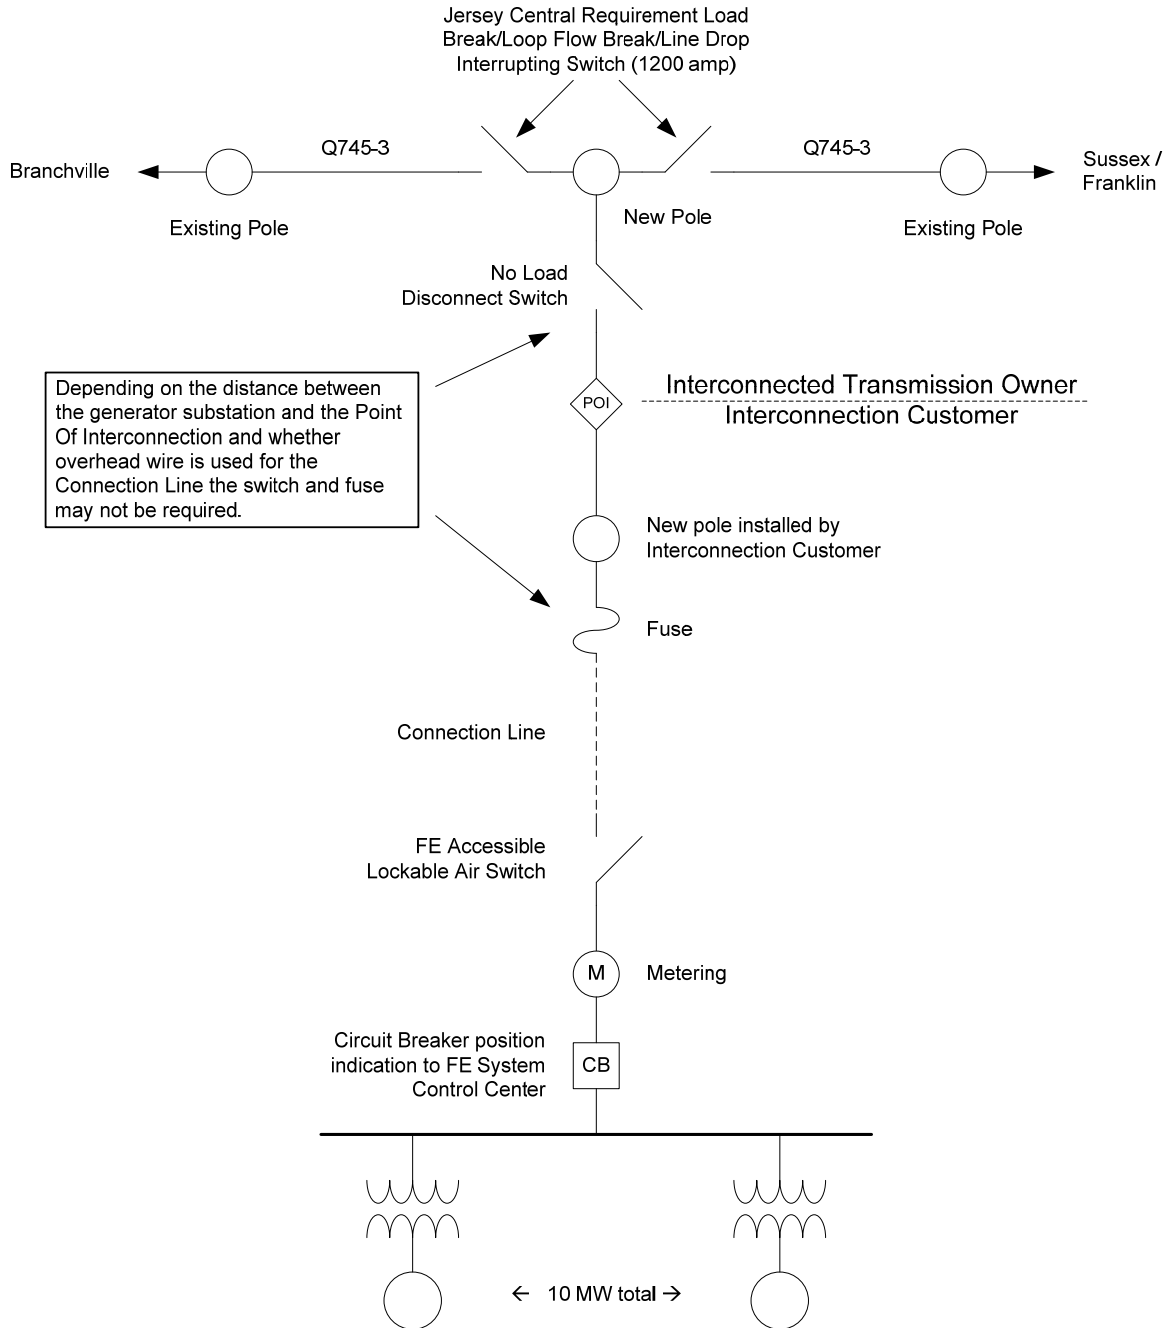 Jersey Central Requirement Load
Break/Loop Flow Break/Line Drop
Interrupting Switch (1200 amp)
Q745-3
Q745-3
Branchville
Sussex /
Franklin
Existing Pole
New Pole
Existing Pole
No Load
Disconnect Switch
Depending on the distance between
the generator substation and the Point
Of Interconnection and whether
overhead wire is used for the
Connection Line the switch and fuse
may not be required.
POI
Interconnected Transmission Owner
Interconnection Customer
New pole installed by
Interconnection Customer
Fuse
Connection Line
FE Accessible
Lockable Air Switch
M
Metering
Circuit Breaker position
indication to FE System
Control Center
CB
← 10 MW total →